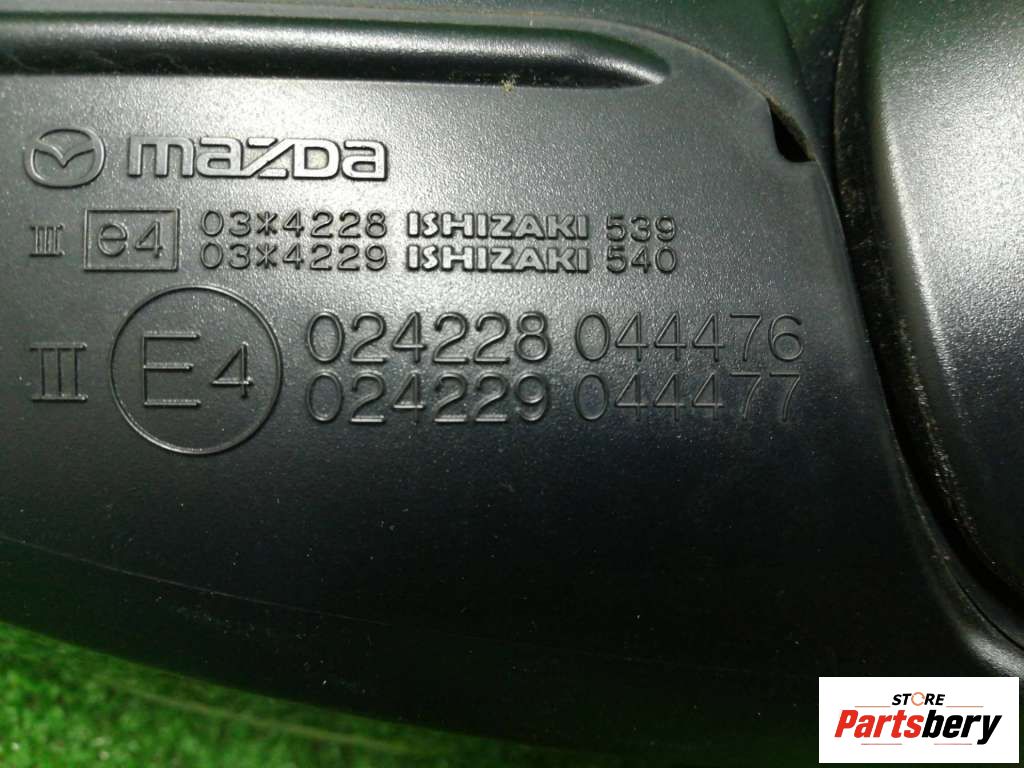 mazda
III e4 03*4228 ISHIZAKI 539
03*4229 ISHIZAKI 540
III E4 024228 044476
024229 044477
STORE
Partsbery